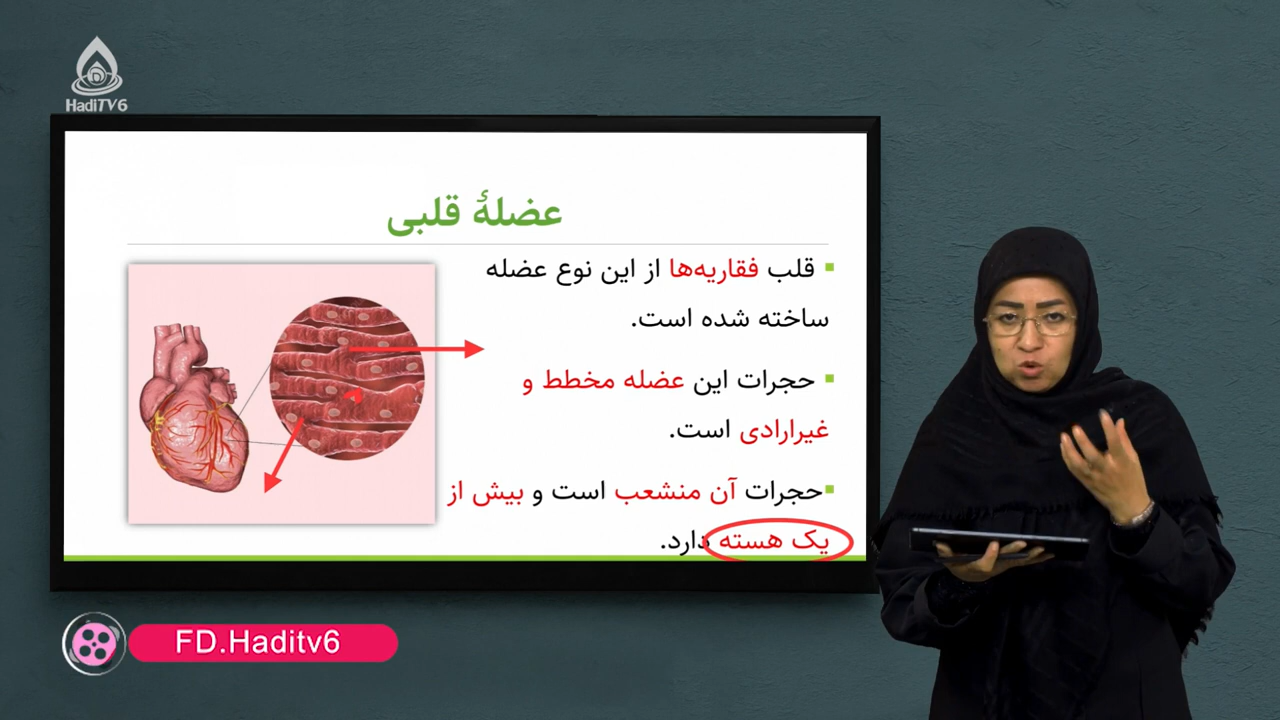 HadiTV6
عضلهٔ قلبی
قلب فقاریه‌ها از این نوع عضله
ساخته شده است.
حجرات این عضله مخطط و
غیرارادی است.
حجرات آن منشعب است و بیش از
یک هسته دارد.
FD.Haditv6